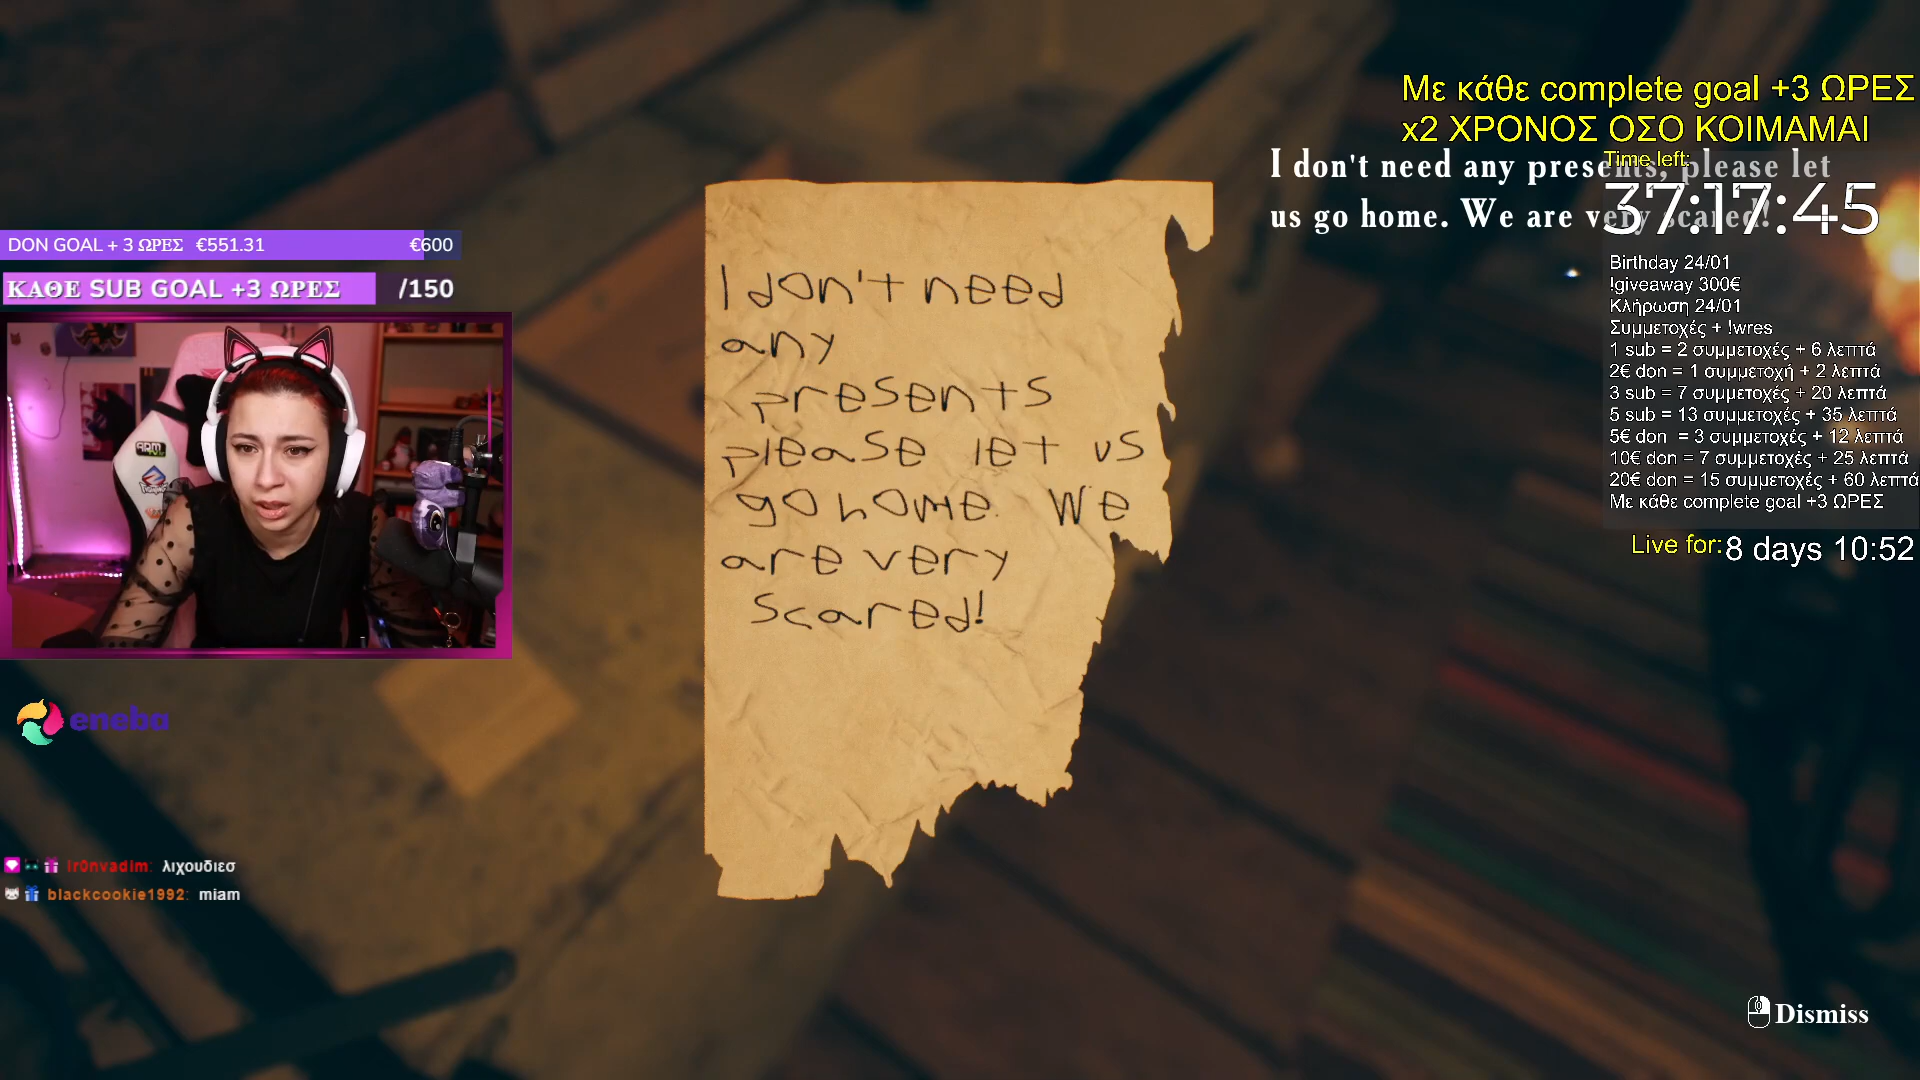 Με κάθε complete goal +3 ΩΡΕΣ
x2 ΧΡΟΝΟΣ ΟΣΟ ΚΟΙΜΑΜΑΙ
I don't need any presents, please let
us go home. We are very scared!
Time left:
37:17:45
Birthday 24/01
!giveaway 300€
Κλήρωση 24/01
Συμμετοχές + !wres
1 sub = 2 συμμετοχές + 6 λεπτά
2€ don = 1 συμμετοχή + 2 λεπτά
3 sub = 7 συμμετοχές + 20 λεπτά
5 sub = 13 συμμετοχές + 35 λεπτά
5€ don = 3 συμμετοχές + 12 λεπτά
10€ don = 7 συμμετοχές + 25 λεπτά
20€ don = 15 συμμετοχές + 60 λεπτά
Με κάθε complete goal +3 ΩΡΕΣ
Live for: 8 days 10:52
DON GOAL + 3 ΩΡΕΣ €551.31 €600
ΚΑΘΕ SUB GOAL +3 ΩΡΕΣ /150
I don't need
any
presents
please let us
go home. We
are very
scared!
eneba
ir0nvadim: λιχουδιεσ
blackcookie1992: miam
Dismiss